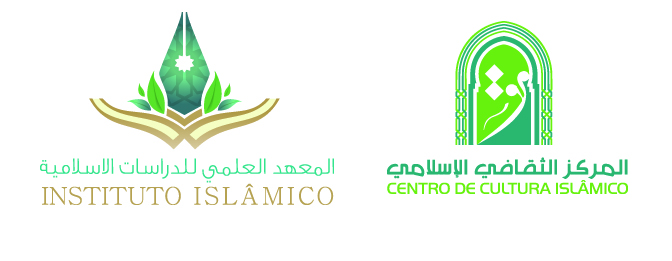 المعهد العلمي للدراسات الاسلامية
INSTITUTO ISLÂMICO
المركز الثقافي الإسلامي
CENTRO DE CULTURA ISLÂMICO